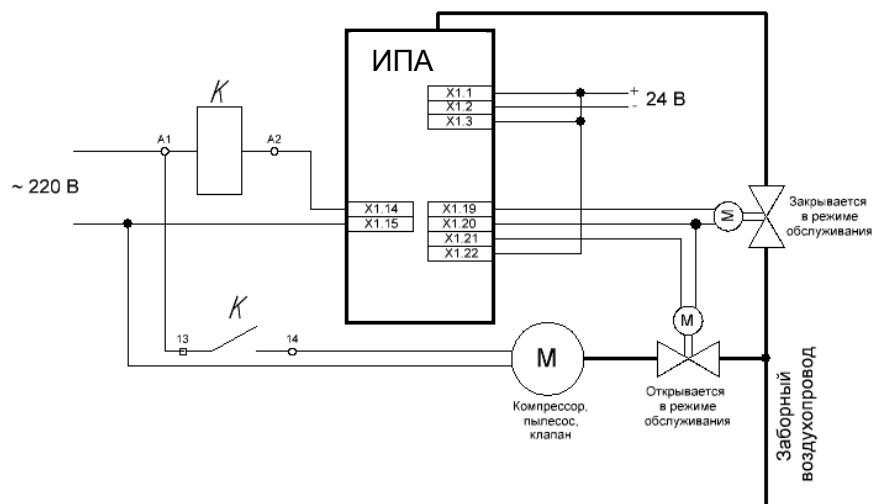 ИПА
X1.1
X1.2
X1.3
+
-
24 В
K
A1
A2
~ 220 В
X1.14
X1.15
X1.19
X1.20
X1.21
X1.22
М
Закрывается
в режиме
обслуживания
K
13
14
М
М
Компрессор,
пылесос,
клапан
Открывается
в режиме
обслуживания
Заборный
воздухопровод